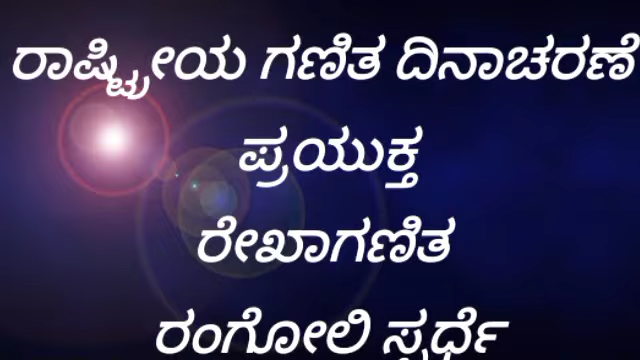 ರಾಷ್ಟ್ರೀಯ ಗಣಿತ ದಿನಾಚರಣೆ
ಪ್ರಯುಕ್ತ
ರೇಖಾಗಣಿತ
ರಂಗೋಲಿ ಸ್ಪರ್ಧೆ